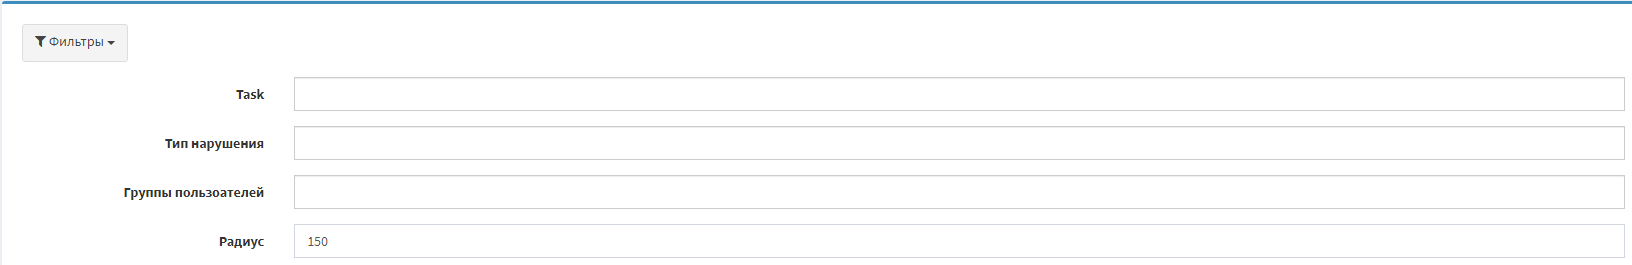 Фильтры
Task
Тип нарушения
Группы пользоателей
Радиус 150